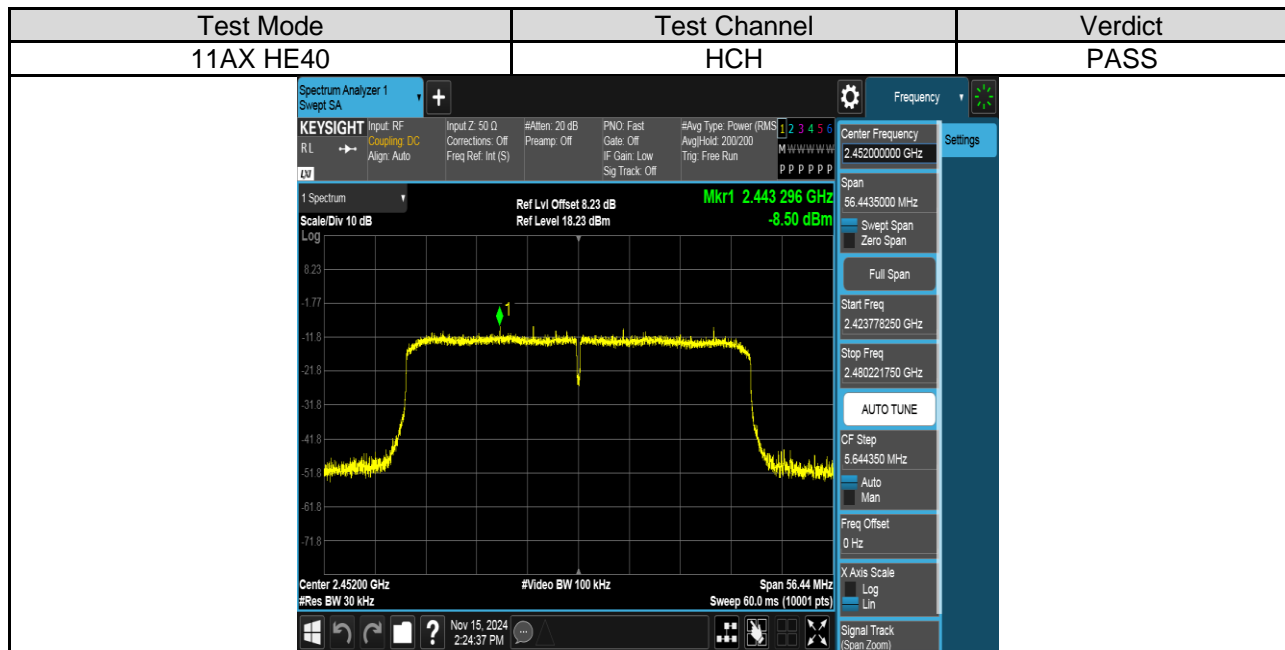 Test Mode Test Channel Verdict
11AX HE40 HCH PASS
Spectrum Analyzer 1
Swept SA
+
Frequency
KEYSIGHT Input: RF Input Z: 50 Ω #Atten: 20 dB PNO: Fast #Avg Type: Power (RMS 1 2 3 4 5 6
RL Coupling: DC Corrections: Off Preamp: Off Gate: Off Avg|Hold: 200/200 M W W W W W
Align: Auto Freq Ref: Int (S) IF Gain: Low Trig: Free Run
LXI Sig Track: Off P P P P P P
Center Frequency
2.452000000 GHz
Settings
1 Spectrum
Ref Lvl Offset 8.23 dB
Mkr1 2.443 296 GHz
Scale/Div 10 dB Ref Level 18.23 dBm -8.50 dBm
Log
8.23
-1.77
1
-11.8
-21.8
-31.8
-41.8
-51.8
-61.8
-71.8
Center 2.45200 GHz #Video BW 100 kHz Span 56.44 MHz
#Res BW 30 kHz Sweep 60.0 ms (10001 pts)
Span
56.4435000 MHz
Swept Span
Zero Span
Full Span
Start Freq
2.423778250 GHz
Stop Freq
2.480221750 GHz
AUTO TUNE
CF Step
5.644350 MHz
Auto
Man
Freq Offset
0 Hz
X Axis Scale
Log
Lin
Signal Track
(Span Zoom)
? Nov 15, 2024
2:24:37 PM